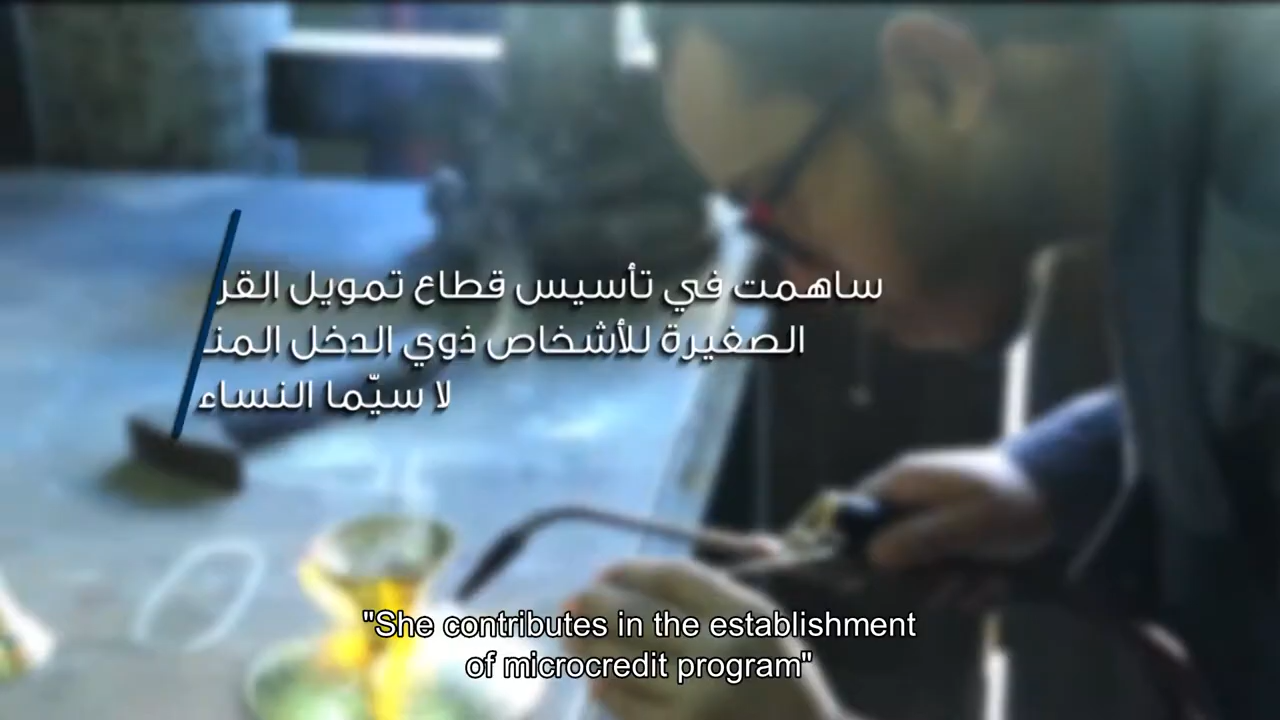 ساهمت في تأسيس قطاع تمويل
الصغيرة للأشخاص ذوي الدخل
لا سيّما النساء
"She contributes in the establishment
of microcredit program"